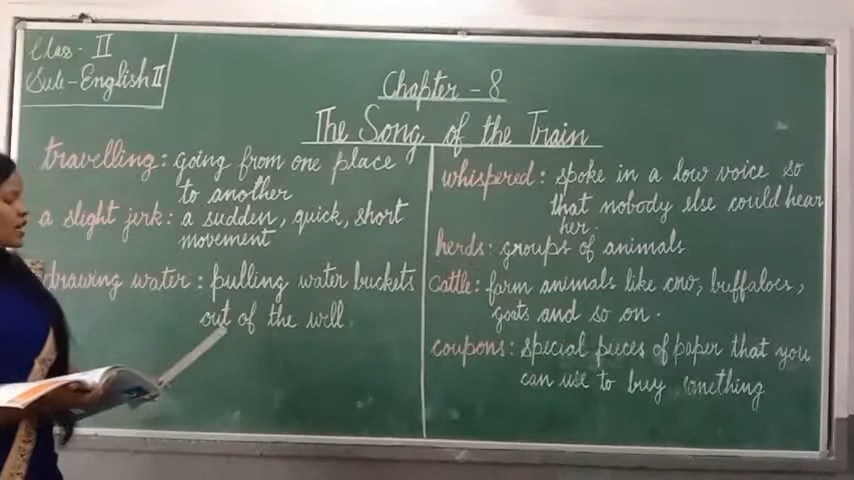 Class - II
Sub - English II
Chapter - 8
The Song of the Train
travelling : going from one place
to another
a slight jerk : a sudden, quick, short
movement
drawing water : pulling water buckets
out of the well
whispered : spoke in a low voice so
that nobody else could hear
her.
herds : groups of animals
cattle : farm animals like cow, buffaloes,
goats and so on.
coupons : special pieces of paper that you
can use to buy something